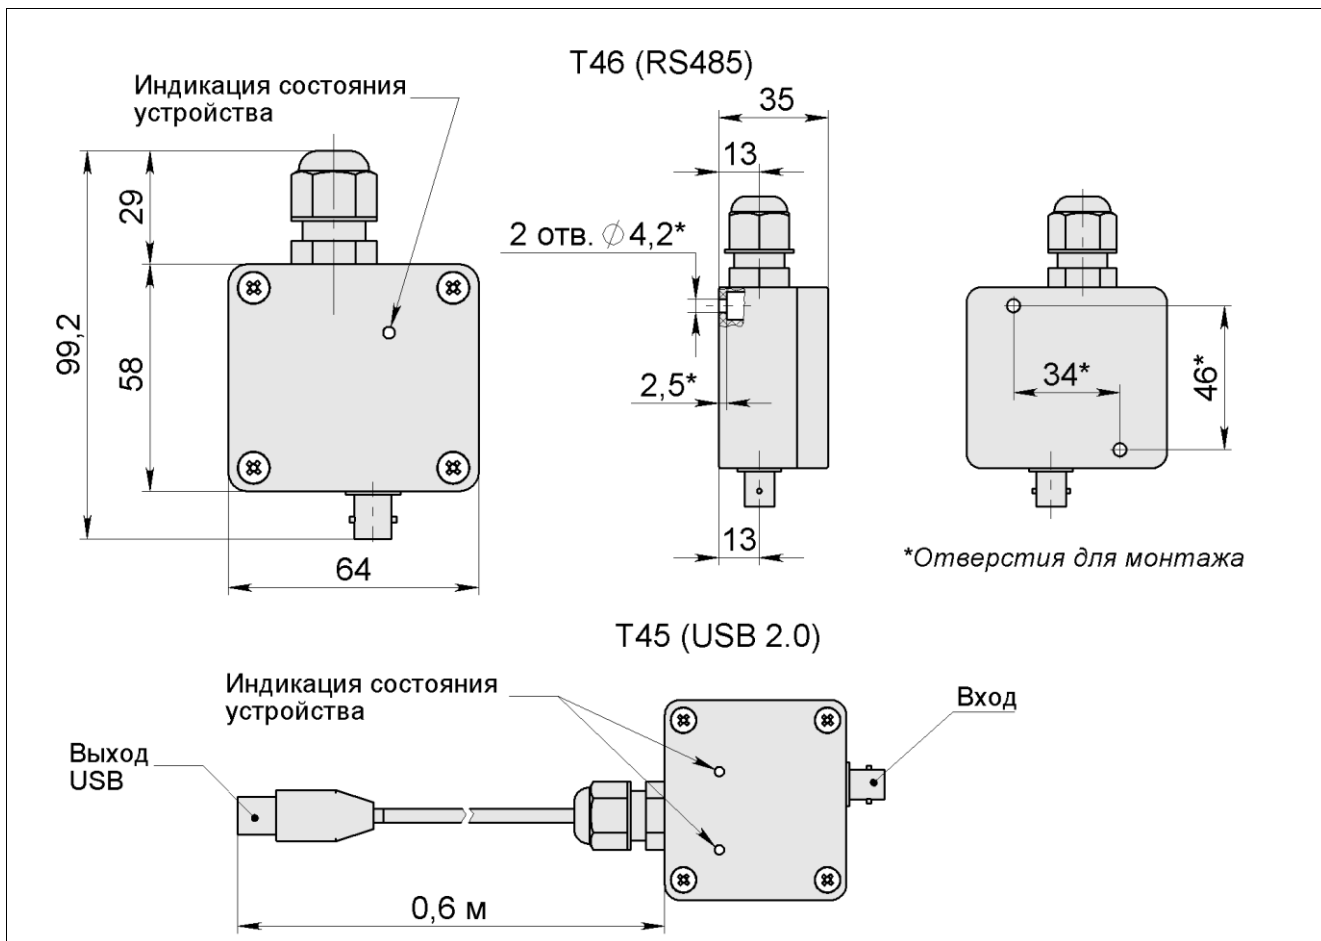 T46 (RS485)
Индикация состояния
устройства
35
13
29
2 отв. ∅ 4,2*
99,2
58
2,5*
34*
46*
13
64
*Отверстия для монтажа
T45 (USB 2.0)
Индикация состояния
устройства
Вход
Выход
USB
0,6 м